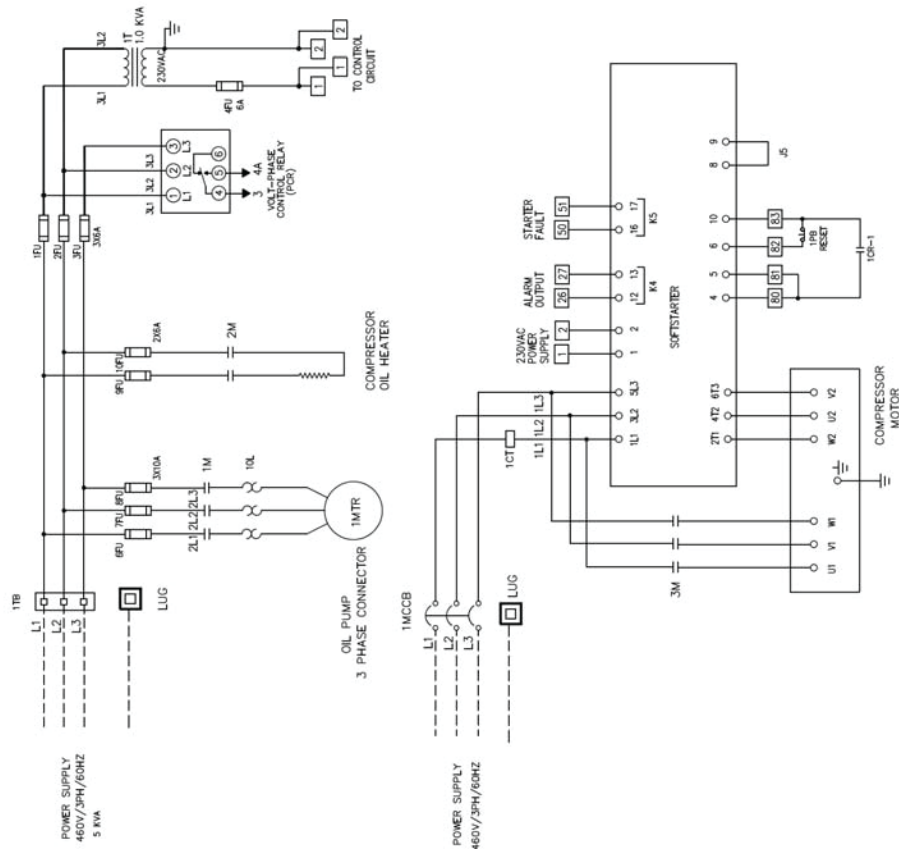 POWER SUPPLY
460V/3PH/60HZ
5 KVA
1TB
L1
L2
L3
LUG
6FU
7FU
8FU
3X10A
2L1
2L2
2L3
1M
1OL
1MTR
OIL PUMP
3 PHASE CONNECTOR
9FU
10FU
2X6A
2M
COMPRESSOR
OIL HEATER
1FU
2FU
3FU
3X6A
3L1
3L2
3L3
1
2
3
L1
L2
L3
4
5
6
3
4A
VOLT-PHASE
CONTROL RELAY
(PCR)
3L1
3L2
1T
1.0 KVA
230VAC
4FU
6A
1
1
2
2
TO CONTROL
CIRCUIT
POWER SUPPLY
460V/3PH/60HZ
1MCCB
L1
L2
L3
LUG
1CT
1L1
1L2
1L3
1L1
3L2
5L3
230VAC
POWER
SUPPLY
1
2
1
2
ALARM
OUTPUT
26
27
12
13
K4
STARTER
FAULT
50
51
16
17
K5
SOFTSTARTER
2T1
4T2
6T3
4
5
6
10
8
9
J5
80
81
82
83
1PB
RESET
1CR-1
3M
U1
V1
W1
W2
U2
V2
COMPRESSOR
MOTOR